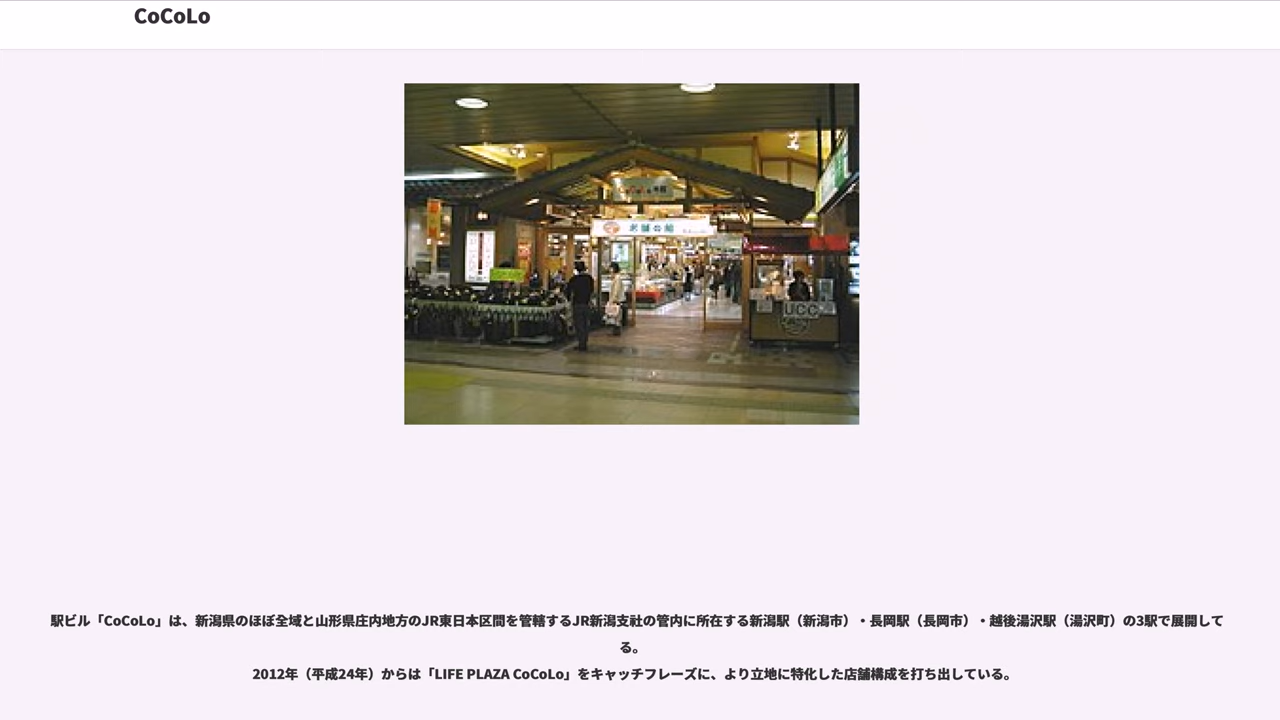 CoCoLo
老舗の館
UCC
駅ビル「CoCoLo」は、新潟県のほぼ全域と山形県庄内地方のJR東日本区間を管轄するJR新潟支社の管内に所在する新潟駅（新潟市）・長岡駅（長岡市）・越後湯沢駅（湯沢町）の3駅で展開して
る。
2012年（平成24年）からは「LIFE PLAZA CoCoLo」をキャッチフレーズに、より立地に特化した店舗構成を打ち出している。